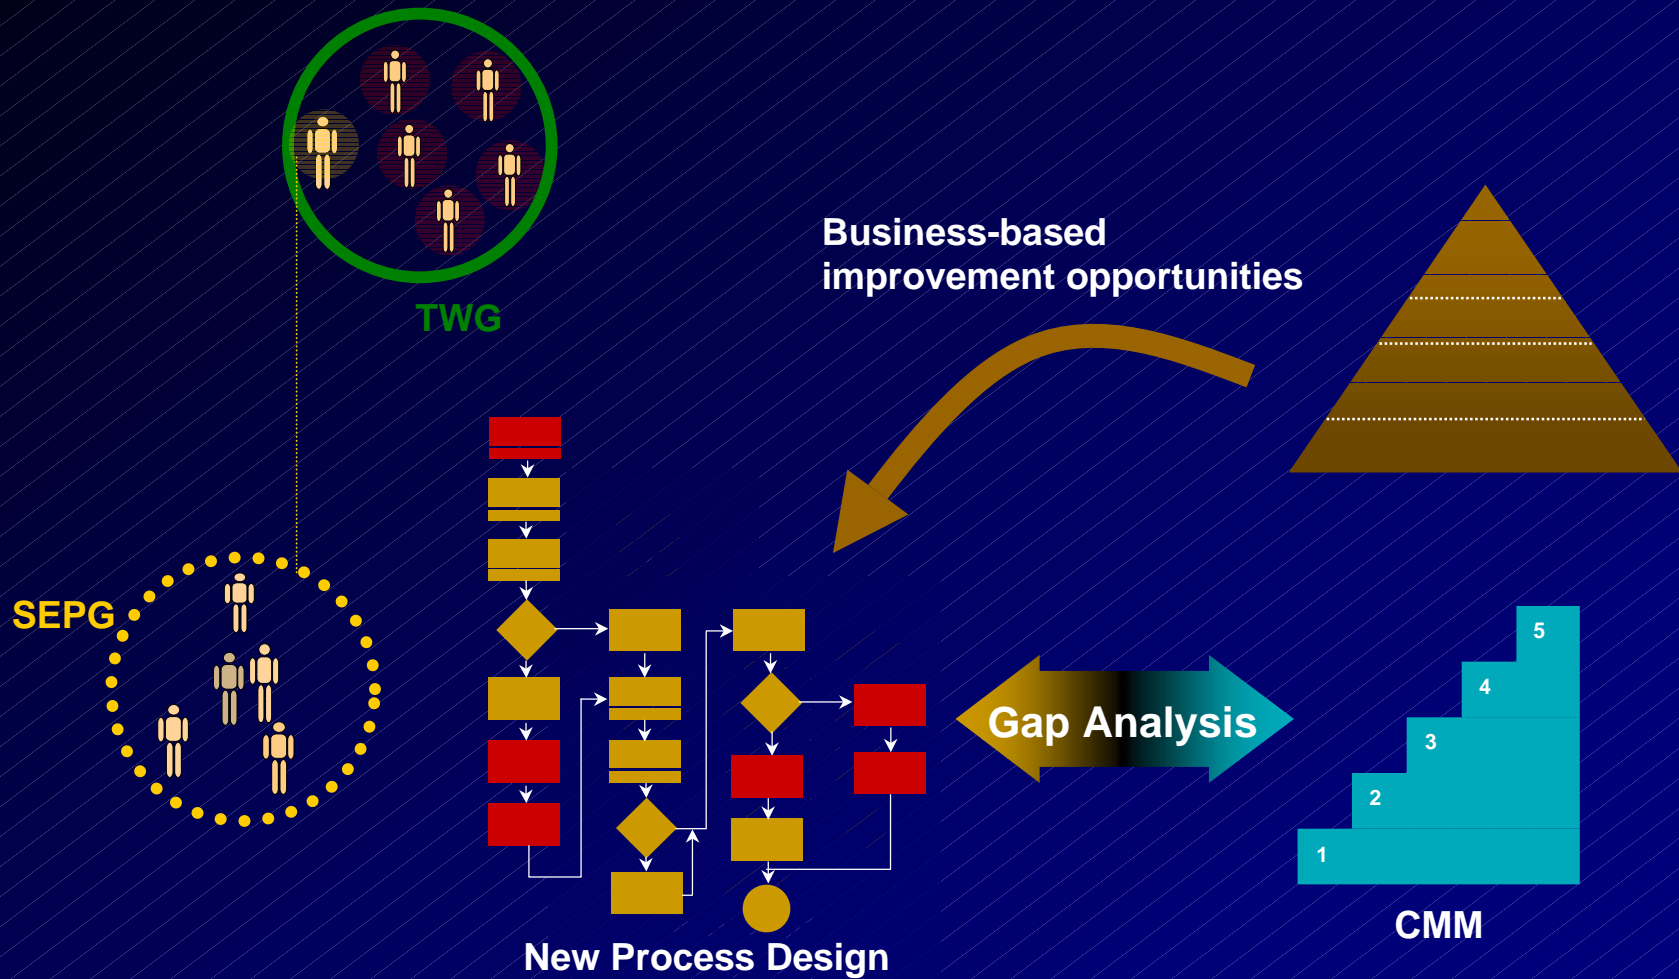 TWG
Business-based
improvement opportunities
SEPG
Gap Analysis
5
4
3
2
1
CMM
New Process Design